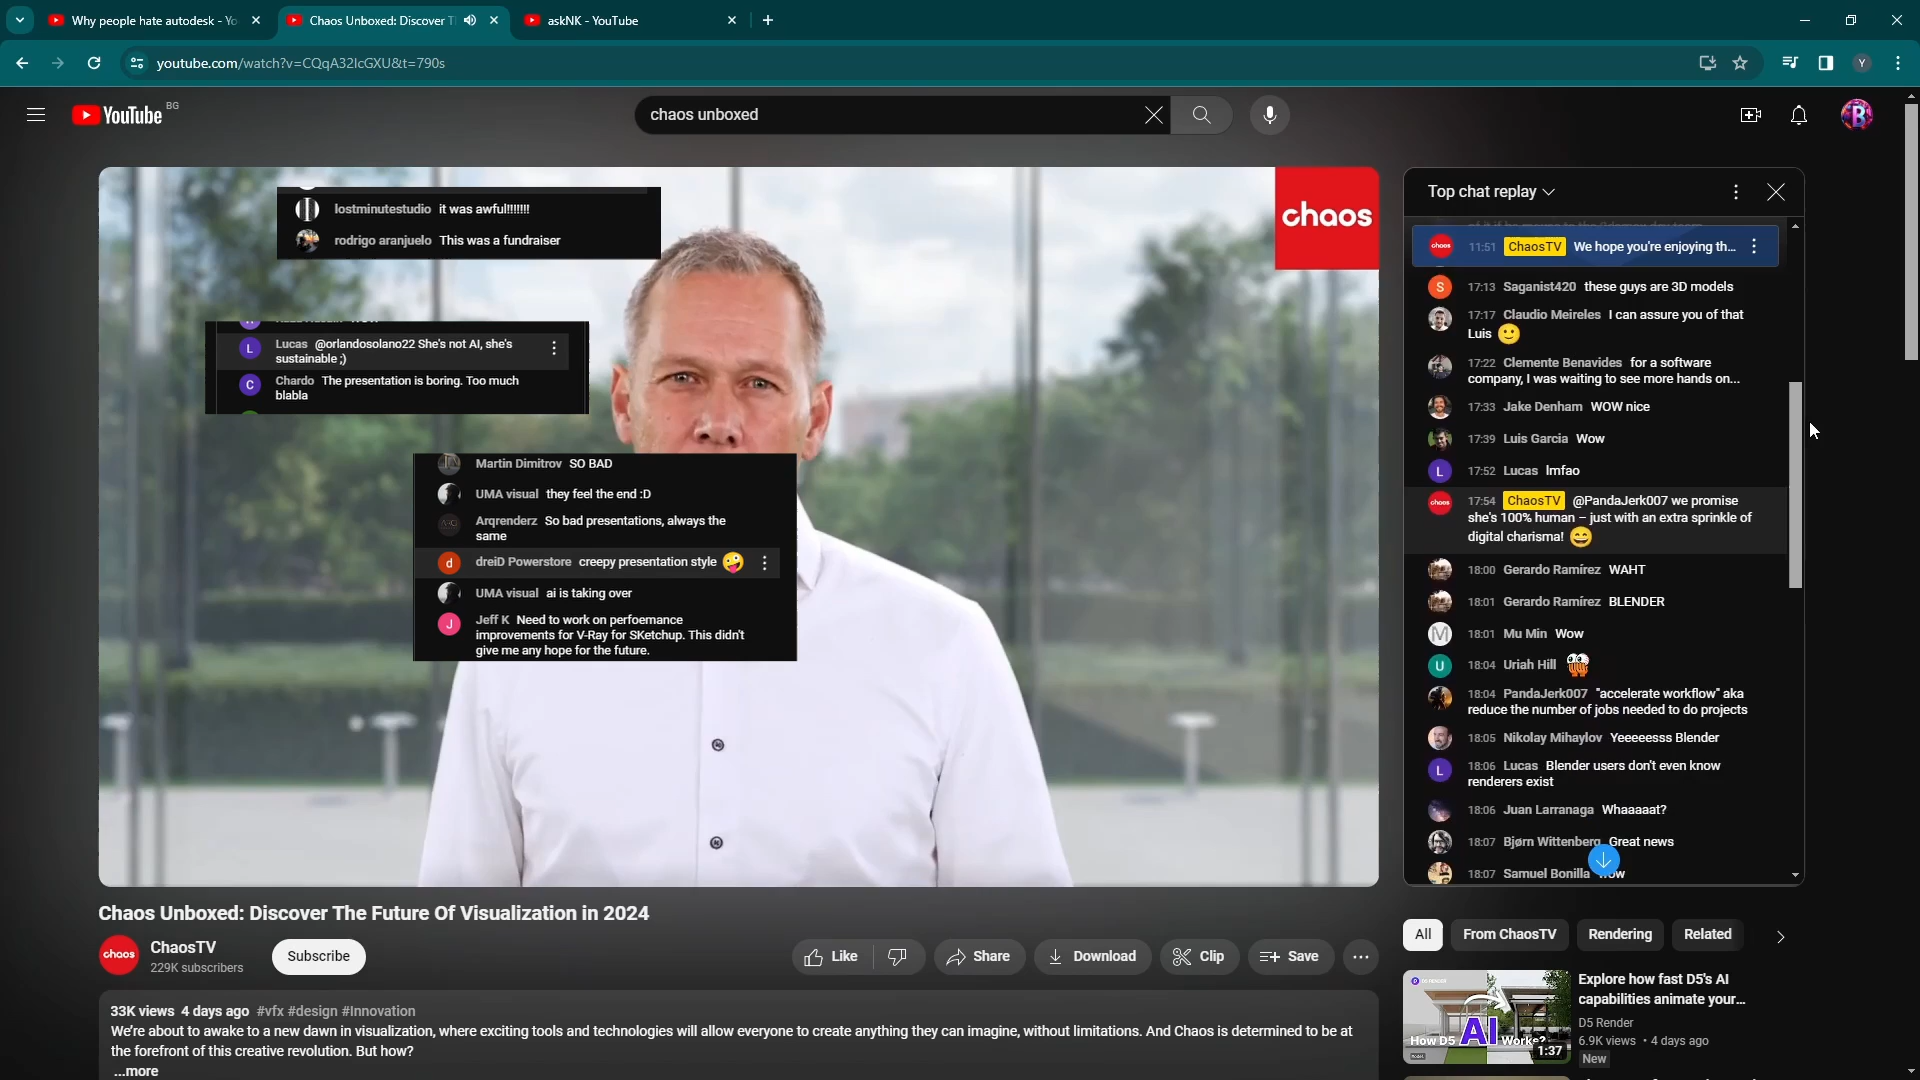 Why people hate autodesk - Yo
Chaos Unboxed: Discover T
askNK - YouTube
youtube.com/watch?v=CQqA32lcGXU&t=790s
Y
YouTube BG
chaos unboxed
B
lostminutestudio it was awful!!!!!!!
rodrigo aranjuelo This was a fundraiser
L Lucas @orlandosolano22 She's not AI, she's
sustainable ;)
C Chardo The presentation is boring. Too much
blabla
Martin Dimitrov SO BAD
UMA visual they feel the end :D
Arqrenderz So bad presentations, always the
same
d dreiD Powerstore creepy presentation style 🤪
UMA visual ai is taking over
J Jeff K Need to work on perfoemance
improvements for V-Ray for SKetchup. This didn't
give me any hope for the future.
chaos
Top chat replay
chaos 11:51 ChaosTV We hope you're enjoying th...
S 17:13 Saganist420 these guys are 3D models
17:17 Claudio Meireles I can assure you of that
Luis 🙂
17:22 Clemente Benavides for a software
company, I was waiting to see more hands on...
17:33 Jake Denham WOW nice
17:39 Luis Garcia Wow
L 17:52 Lucas lmfao
chaos 17:54 ChaosTV @PandaJerk007 we promise
she's 100% human – just with an extra sprinkle of
digital charisma! 😄
18:00 Gerardo Ramírez WAHT
18:01 Gerardo Ramírez BLENDER
M 18:01 Mu Min Wow
U 18:04 Uriah Hill
18:04 PandaJerk007 "accelerate workflow" aka
reduce the number of jobs needed to do projects
18:05 Nikolay Mihaylov Yeeeeesss Blender
L 18:06 Lucas Blender users don't even know
renderers exist
18:06 Juan Larranaga Whaaaaat?
18:07 Bjørn Wittenberg Great news
18:07 Samuel Bonilla wow
Chaos Unboxed: Discover The Future Of Visualization in 2024
chaos
ChaosTV
229K subscribers
Subscribe
Like
Share
Download
Clip
Save
33K views 4 days ago #vfx #design #Innovation
We're about to awake to a new dawn in visualization, where exciting tools and technologies will allow everyone to create anything they can imagine, without limitations. And Chaos is determined to be at
the forefront of this creative revolution. But how?
...more
All
From ChaosTV
Rendering
Related
D5 RENDER
How D5 AI Works?
1:37
Explore how fast D5's AI
capabilities animate your...
D5 Render
6.9K views • 4 days ago
New